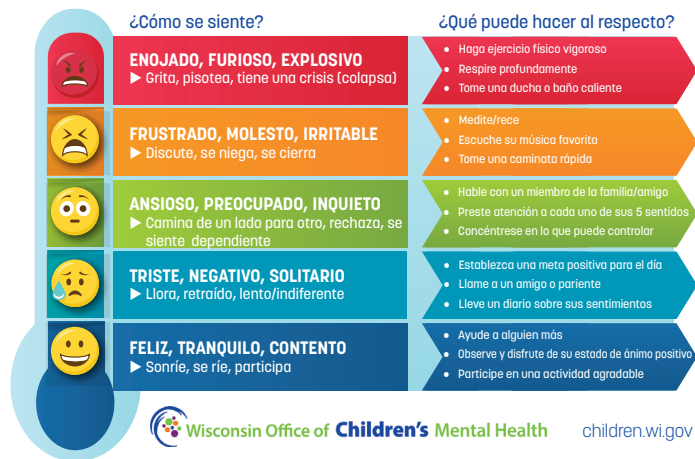 ¿Cómo se siente?
¿Qué puede hacer al respecto?
ENOJADO, FURIOSO, EXPLOSIVO
▶ Grita, pisotea, tiene una crisis (colapsa)
• Haga ejercicio físico vigoroso
• Respire profundamente
• Tome una ducha o baño caliente
FRUSTRADO, MOLESTO, IRRITABLE
▶ Discute, se niega, se cierra
• Medite/rece
• Escuche su música favorita
• Tome una caminata rápida
ANSIOSO, PREOCUPADO, INQUIETO
▶ Camina de un lado para otro, rechaza, se
siente dependiente
• Hable con un miembro de la familia/amigo
• Preste atención a cada uno de sus 5 sentidos
• Concéntrese en lo que puede controlar
TRISTE, NEGATIVO, SOLITARIO
▶ Llora, retraído, lento/indiferente
• Establezca una meta positiva para el día
• Llame a un amigo o pariente
• Lleve un diario sobre sus sentimientos
FELIZ, TRANQUILO, CONTENTO
▶ Sonríe, se ríe, participa
• Ayude a alguien más
• Observe y disfrute de su estado de ánimo positivo
• Participe en una actividad agradable
Wisconsin Office of Children's Mental Health
children.wi.gov